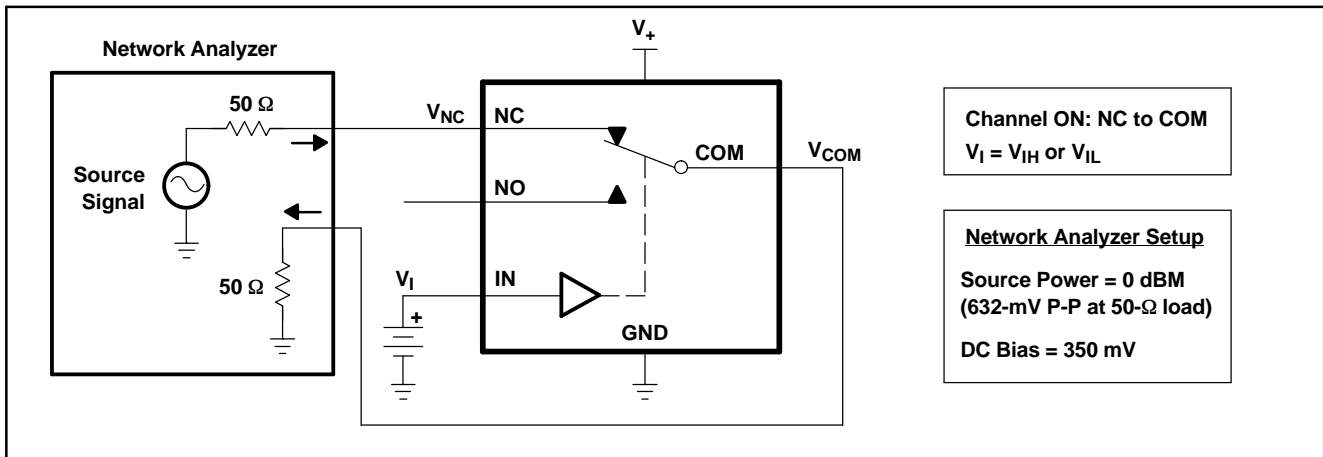 Network Analyzer
50 Ω
Source
Signal
50 Ω
V+
VNC
NC
COM
VCOM
NO
VI
IN
+
GND
Channel ON: NC to COM
VI = VIH or VIL
Network Analyzer Setup
Source Power = 0 dBM
(632-mV P-P at 50-Ω load)
DC Bias = 350 mV